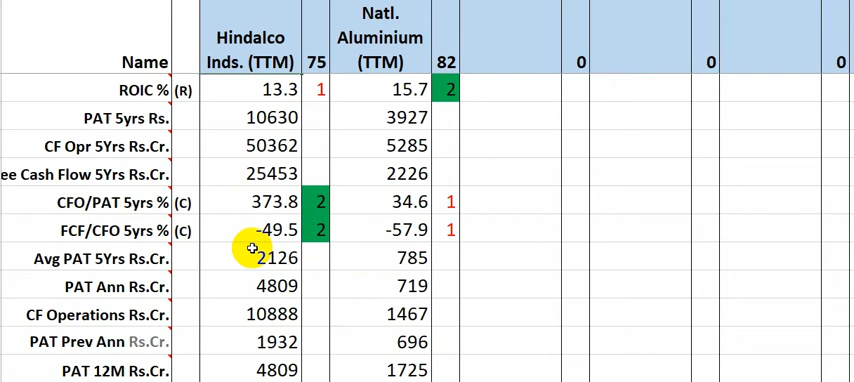 Name Hindalco Inds. (TTM) 75 Natl. Aluminium (TTM) 82 0 0 0
ROIC % (R) 13.3 1 15.7 2
PAT 5yrs Rs. 10630 3927
CF Opr 5Yrs Rs.Cr. 50362 5285
ee Cash Flow 5Yrs Rs.Cr. 25453 2226
CFO/PAT 5yrs % (C) 373.8 2 34.6 1
FCF/CFO 5yrs % (C) -49.5 2 -57.9 1
Avg PAT 5Yrs Rs.Cr. 2126 785
PAT Ann Rs.Cr. 4809 719
CF Operations Rs.Cr. 10888 1467
PAT Prev Ann Rs.Cr. 1932 696
PAT 12M Rs.Cr. 4809 1725